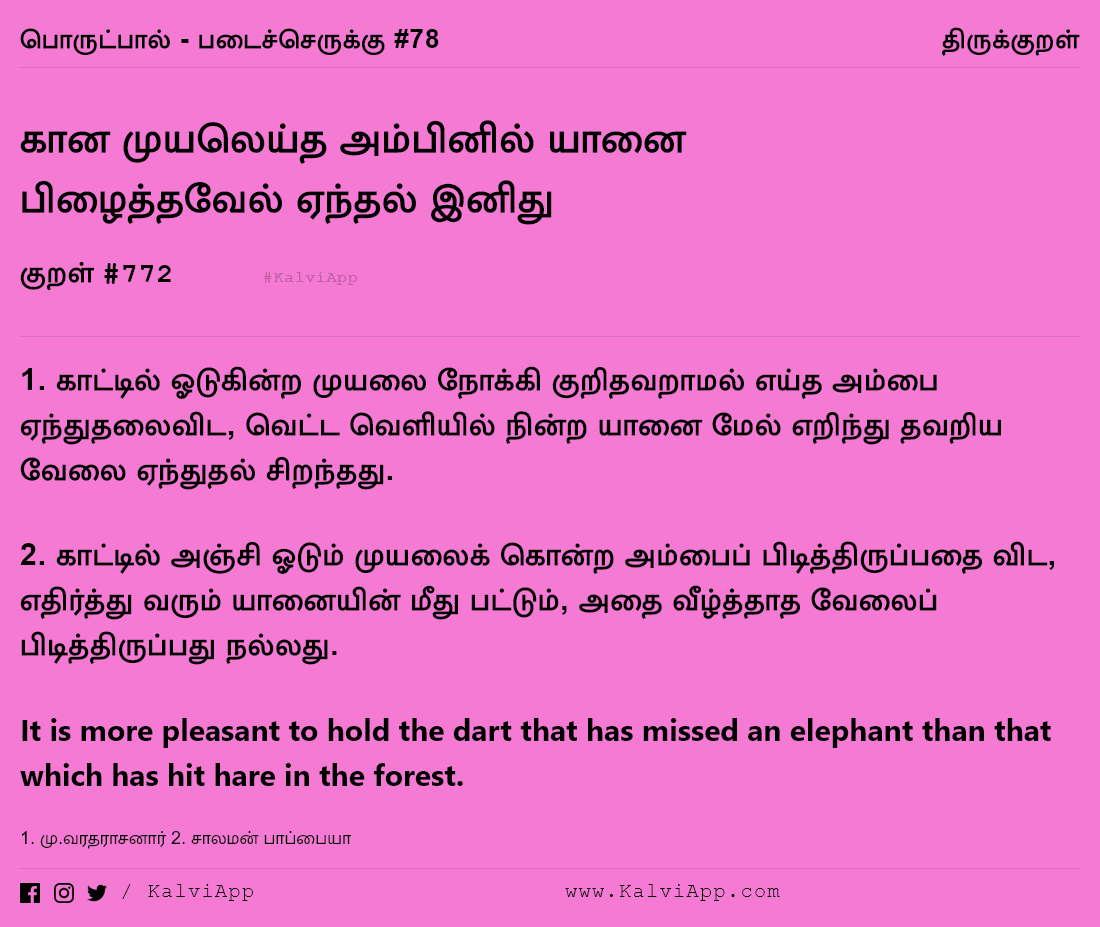 பொருட்பால் - படைச்செருக்கு #78 திருக்குறள்
கான முயலெய்த அம்பினில் யானை
பிழைத்தவேல் ஏந்தல் இனிது
குறள் #772 #KalviApp
1. காட்டில் ஓடுகின்ற முயலை நோக்கி குறிதவறாமல் எய்த அம்பை
ஏந்துதலைவிட, வெட்ட வெளியில் நின்ற யானை மேல் எறிந்து தவறிய
வேலை ஏந்துதல் சிறந்தது.
2. காட்டில் அஞ்சி ஓடும் முயலைக் கொன்ற அம்பைப் பிடித்திருப்பதை விட,
எதிர்த்து வரும் யானையின் மீது பட்டும், அதை வீழ்த்தாத வேலைப்
பிடித்திருப்பது நல்லது.
It is more pleasant to hold the dart that has missed an elephant than that
which has hit hare in the forest.
1. மு.வரதராசனார் 2. சாலமன் பாப்பையா
/ KalviApp www.KalviApp.com